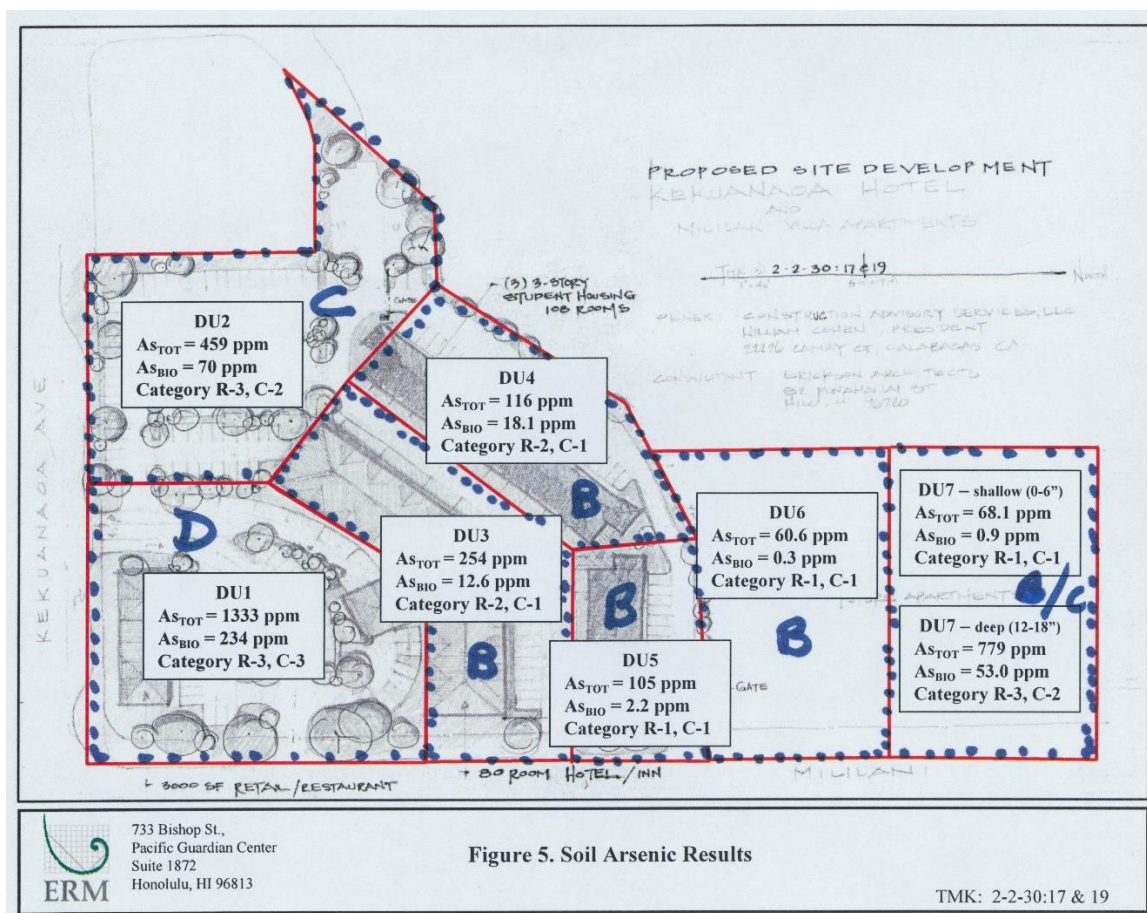 PROPOSED SITE DEVELOPMENT
KEKUANAOA HOTEL
AND
MILILANI VILLA APARTMENTS
TMK 2-2-30:17 & 19
NORTH
OWNER: CONSTRUCTION ADVISORY SERVICES, LLC
WILLIAM COHEN, PRESIDENT
CALABASAS CA
CONSULTANT ERICKSON ARCHITECTS
82 PONAHAWAI ST
HILO, HI 96720
(3) 3-STORY
STUDENT HOUSING
108 ROOMS
GATE
C
DU2
AsTOT = 459 ppm
AsBIO = 70 ppm
Category R-3, C-2
DU4
AsTOT = 116 ppm
AsBIO = 18.1 ppm
Category R-2, C-1
B
KEKUANAOA AVE
D
DU1
AsTOT = 1333 ppm
AsBIO = 234 ppm
Category R-3, C-3
DU3
AsTOT = 254 ppm
AsBIO = 12.6 ppm
Category R-2, C-1
B
B
DU5
AsTOT = 105 ppm
AsBIO = 2.2 ppm
Category R-1, C-1
DU6
AsTOT = 60.6 ppm
AsBIO = 0.3 ppm
Category R-1, C-1
B
GATE
DU7 – shallow (0-6”)
AsTOT = 68.1 ppm
AsBIO = 0.9 ppm
Category R-1, C-1
APARTMENTS
B/C
DU7 – deep (12-18”)
AsTOT = 779 ppm
AsBIO = 53.0 ppm
Category R-3, C-2
3000 SF RETAIL/RESTAURANT
80 ROOM HOTEL/INN
MILILANI
ERM
733 Bishop St.,
Pacific Guardian Center
Suite 1872
Honolulu, HI 96813
Figure 5. Soil Arsenic Results
TMK: 2-2-30:17 & 19